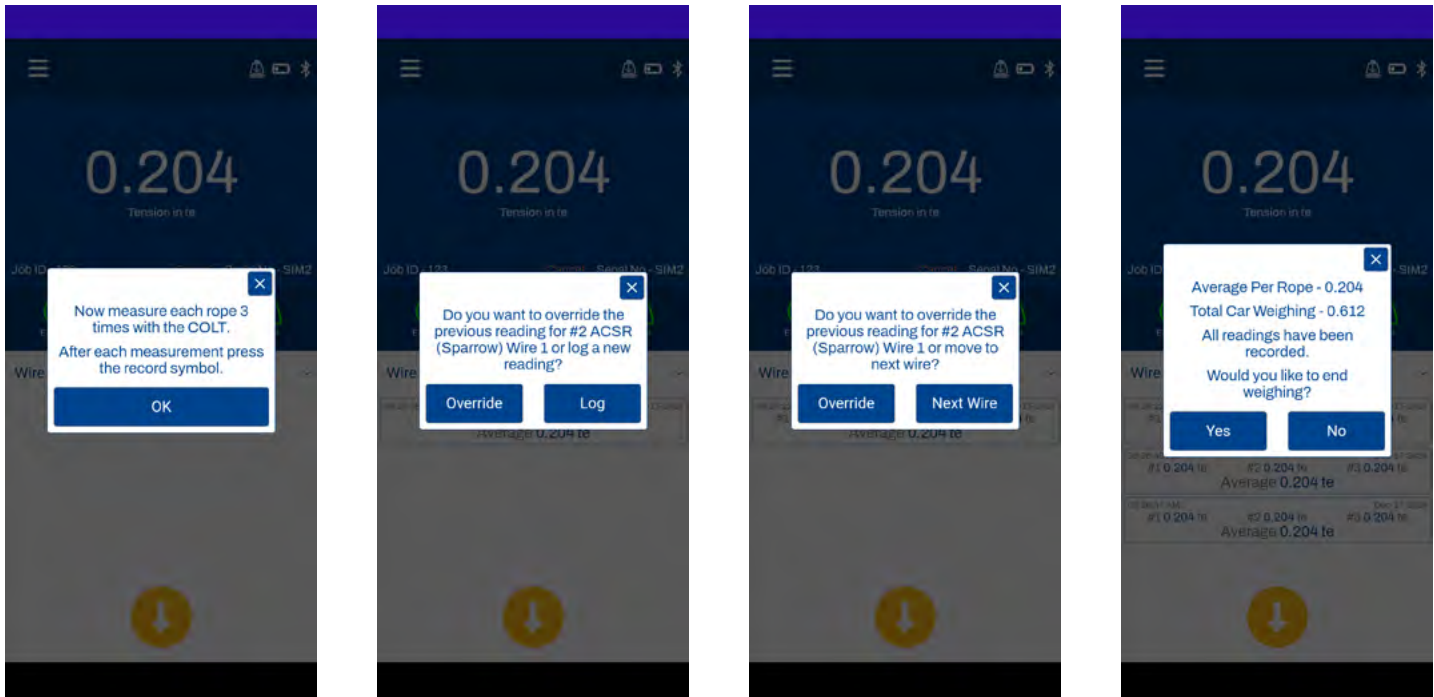 0.204
Tension in te
Job ID
SIM2
Now measure each rope 3
times with the COLT.
After each measurement press
the record symbol.
OK
Wire
0.204
Tension in te
Job ID - 123
Serial No - SIM2
Do you want to override the
previous reading for #2 ACSR
(Sparrow) Wire 1 or log a new
reading?
Override Log
Wire
Average 0.204 te
0.204
Tension in te
Job ID - 123
Serial No - SIM2
Do you want to override the
previous reading for #2 ACSR
(Sparrow) Wire 1 or move to
next wire?
Override Next Wire
Wire
Average 0.204 te
0.204
Tension in te
Job ID
SIM2
Average Per Rope - 0.204
Total Car Weighing - 0.612
All readings have been
recorded.
Would you like to end
weighing?
Yes No
Wire
#1 0.204 te #2 0.204 te #3 0.204 te
Average 0.204 te
#1 0.204 te #2 0.204 te #3 0.204 te
Average 0.204 te